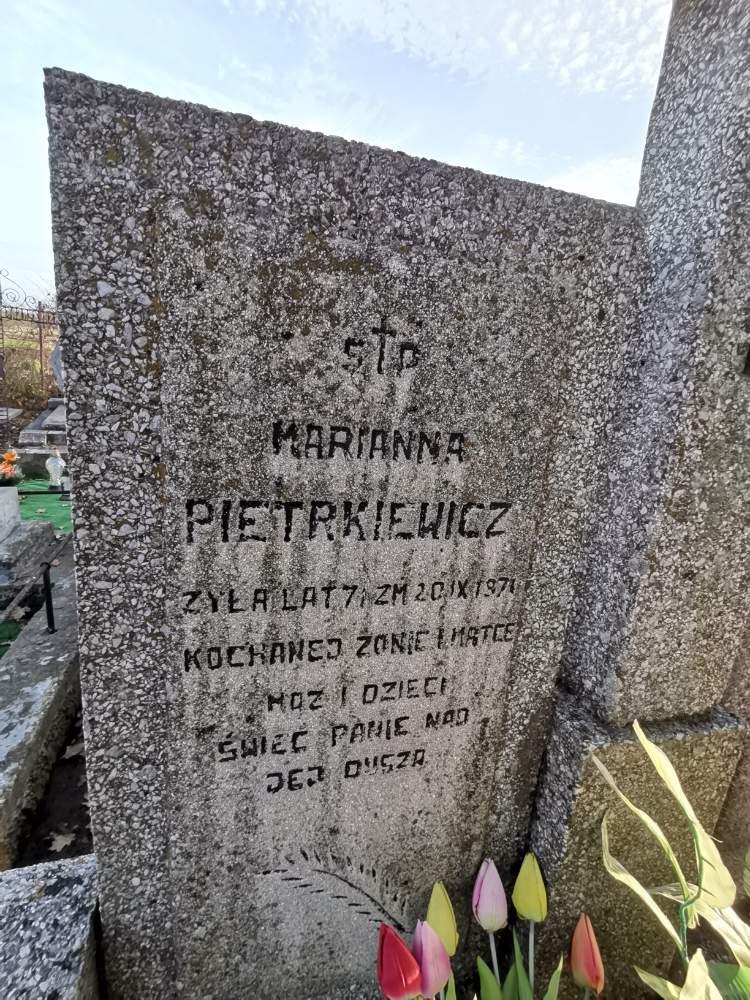 Ś†P
MARIANNA
PIETRKIEWICZ
ŻYŁA LAT 71 ZM 20.IX.1971
KOCHANEJ ŻONIE I MATCE
MĄŻ I DZIECI
ŚWIEĆ PANIE NAD
JEJ DUSZĄ